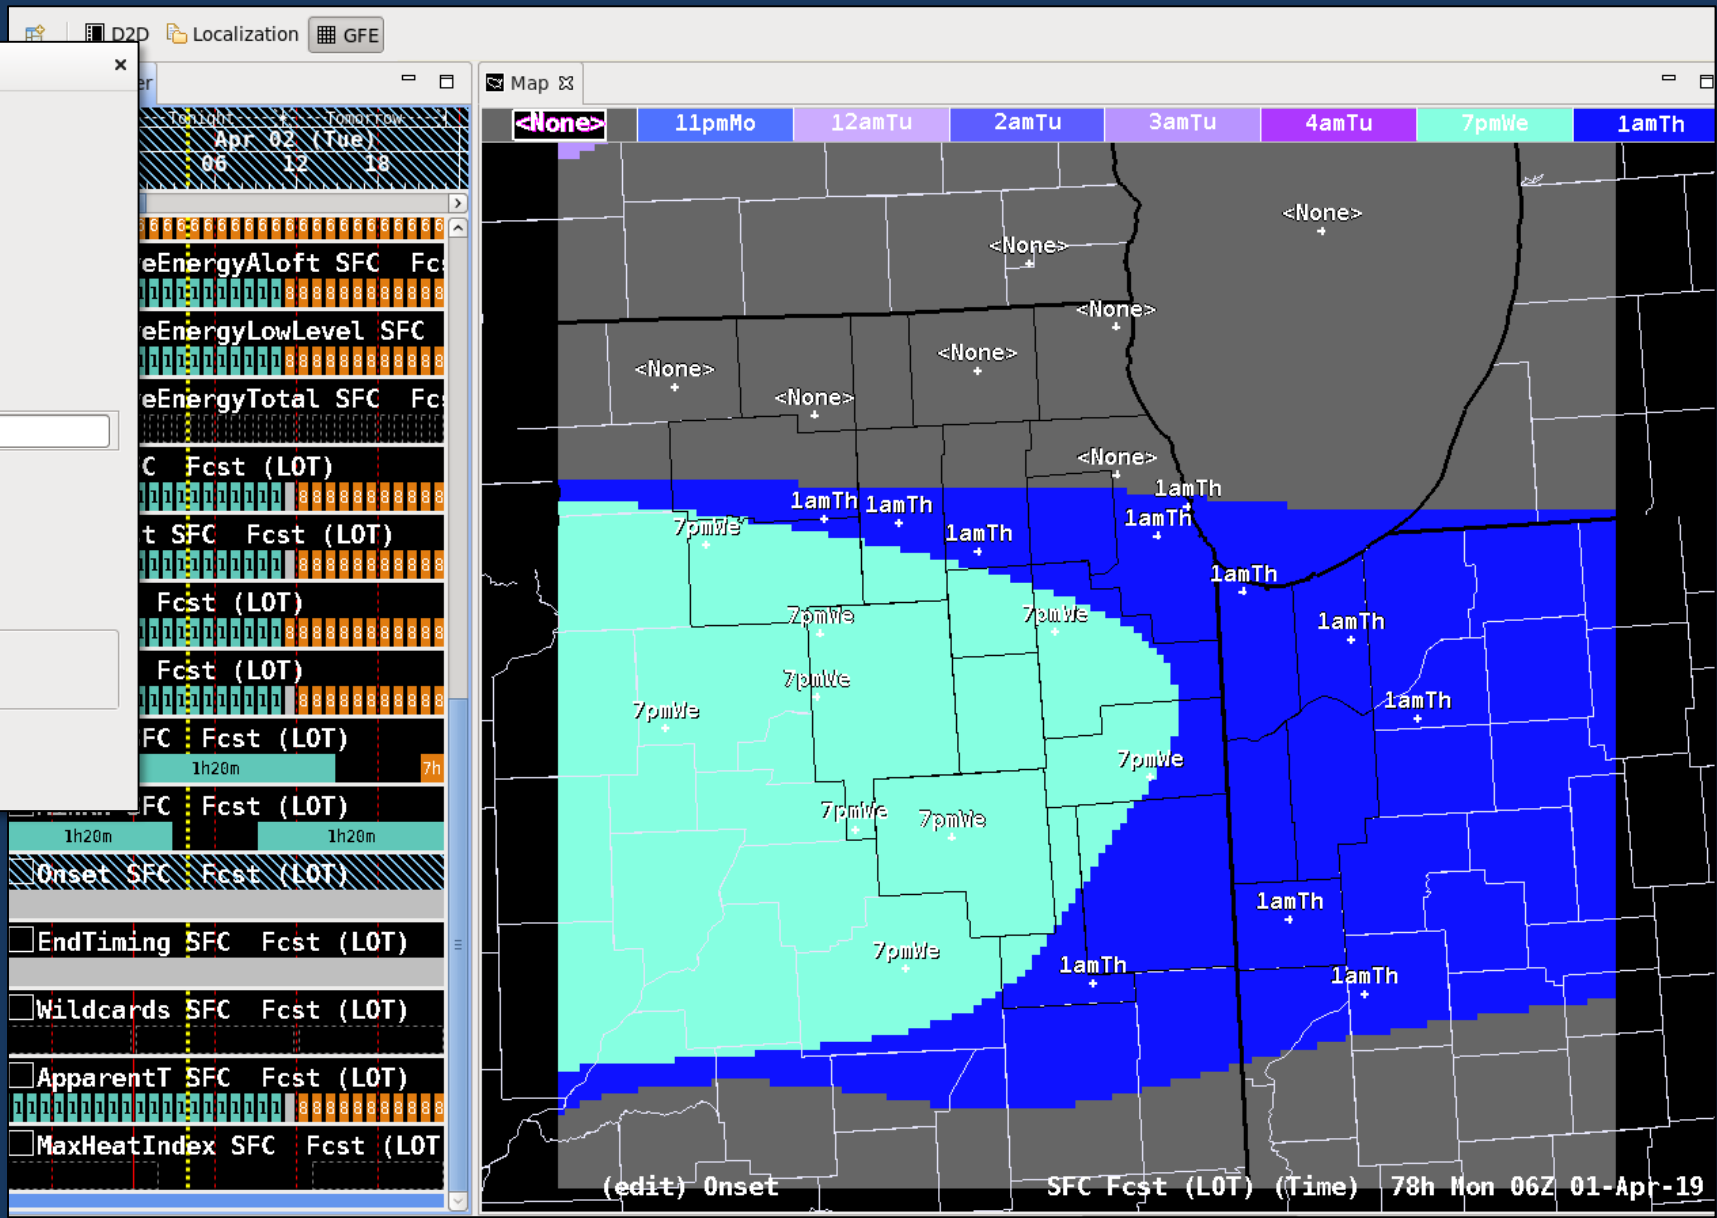 D2D Localization GFE
er
Map
Tonight Tomorrow
Apr 02 (Tue)
06 12 18
<None> 11pmMo 12amTu 2amTu 3amTu 4amTu 7pmWe 1amTh
eEnergyAloft SFC Fc
eEnergyLowLevel SFC
eEnergyTotal SFC Fc
C Fcst (LOT)
t SFC Fcst (LOT)
Fcst (LOT)
Fcst (LOT)
FC Fcst (LOT)
1h20m 7h
FC Fcst (LOT)
1h20m 1h20m
Onset SFC Fcst (LOT)
EndTiming SFC Fcst (LOT)
Wildcards SFC Fcst (LOT)
ApparentT SFC Fcst (LOT)
MaxHeatIndex SFC Fcst (LOT
<None>
<None>
<None>
<None>
<None>
<None>
<None>
1amTh
1amTh 1amTh
1amTh
7pmWe
1amTh
1amTh
7pmWe
7pmWe
1amTh
7pmWe
1amTh
7pmWe
7pmWe
7pmWe
7pmWe
1amTh
7pmWe
1amTh
1amTh
(edit) Onset SFC Fcst (LOT) (Time) 78h Mon 06Z 01-Apr-19